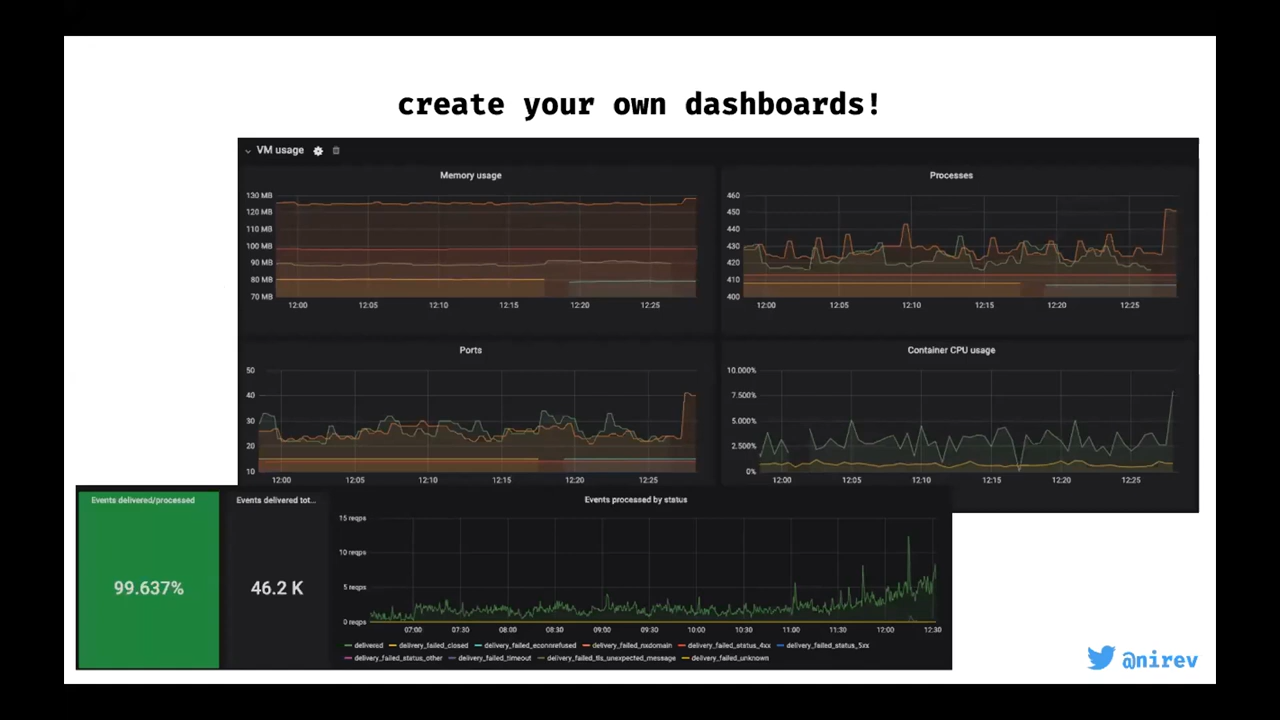 create your own dashboards!
VM usage
Memory usage
130 MB
120 MB
110 MB
100 MB
90 MB
80 MB
70 MB
12:00 12:05 12:10 12:15 12:20 12:25
Processes
460
450
440
430
420
410
400
12:00 12:05 12:10 12:15 12:20 12:25
Ports
50
40
30
20
10
12:00 12:05 12:10 12:15 12:20 12:25
Container CPU usage
10.000%
7.500%
5.000%
2.500%
0%
12:00 12:05 12:10 12:15 12:20 12:25
Events delivered/processed
99.637%
Events delivered tot...
46.2 K
Events processed by status
15 reqps
10 reqps
5 reqps
0 reqps
07:00 07:30 08:00 08:30 09:00 09:30 10:00 10:30 11:00 11:30 12:00 12:30
delivered delivery_failed_closed delivery_failed_econnrefused delivery_failed_nxdomain delivery_failed_status_4xx delivery_failed_status_5xx
delivery_failed_status_other delivery_failed_timeout delivery_failed_tls_unexpected_message delivery_failed_unknown
@nirev